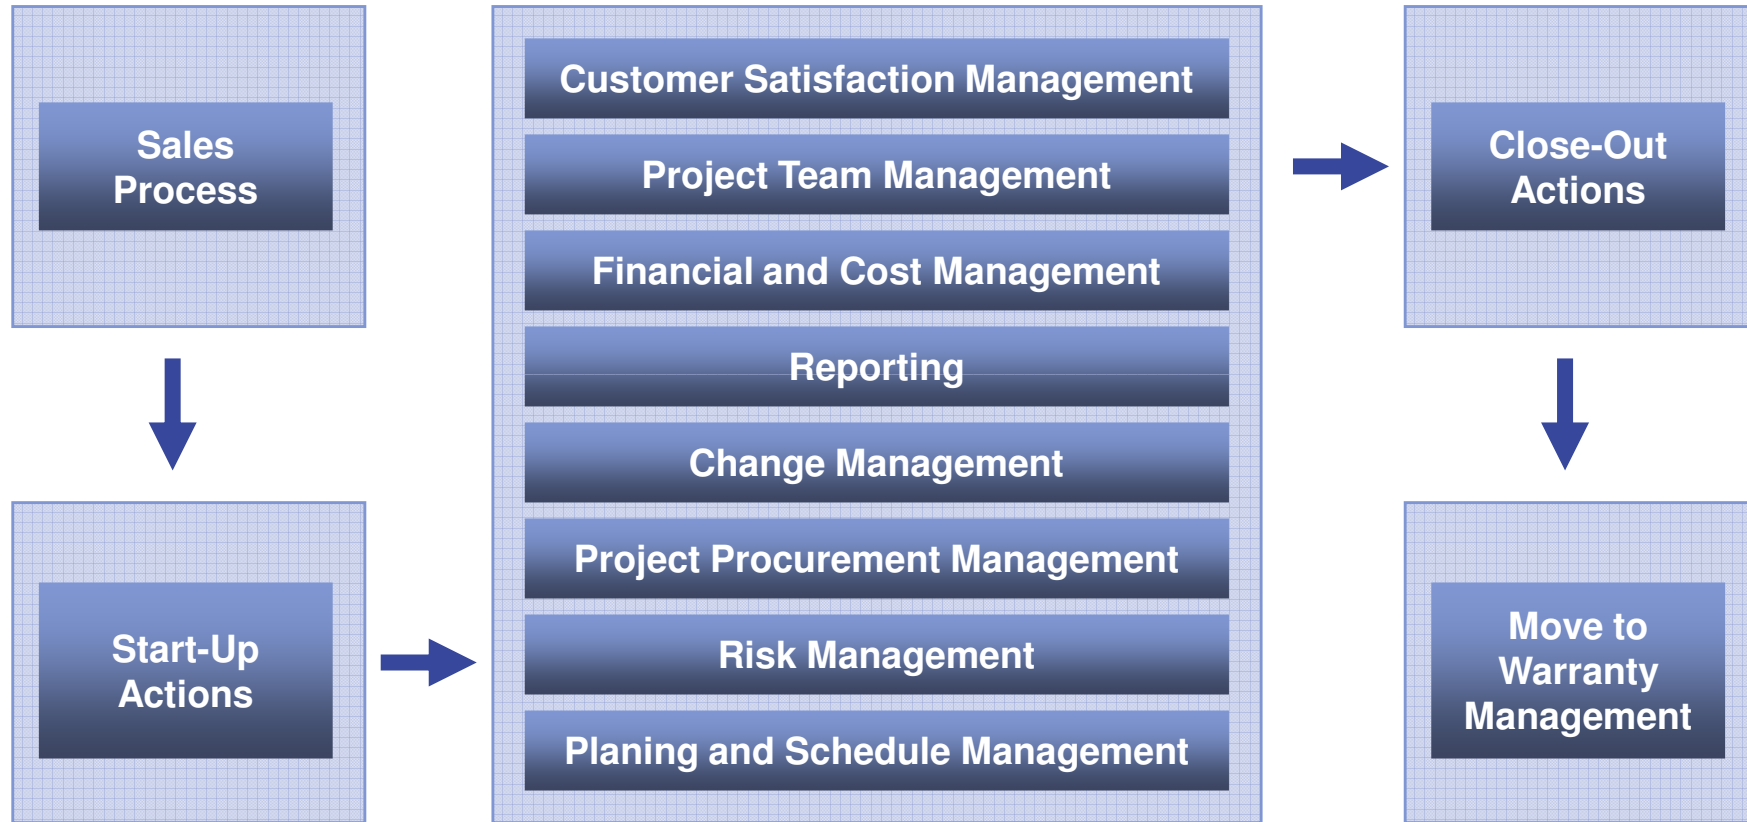 Sales
Process
Start-Up
Actions
Customer Satisfaction Management
Project Team Management
Financial and Cost Management
Reporting
Change Management
Project Procurement Management
Risk Management
Planing and Schedule Management
Close-Out
Actions
Move to
Warranty
Management